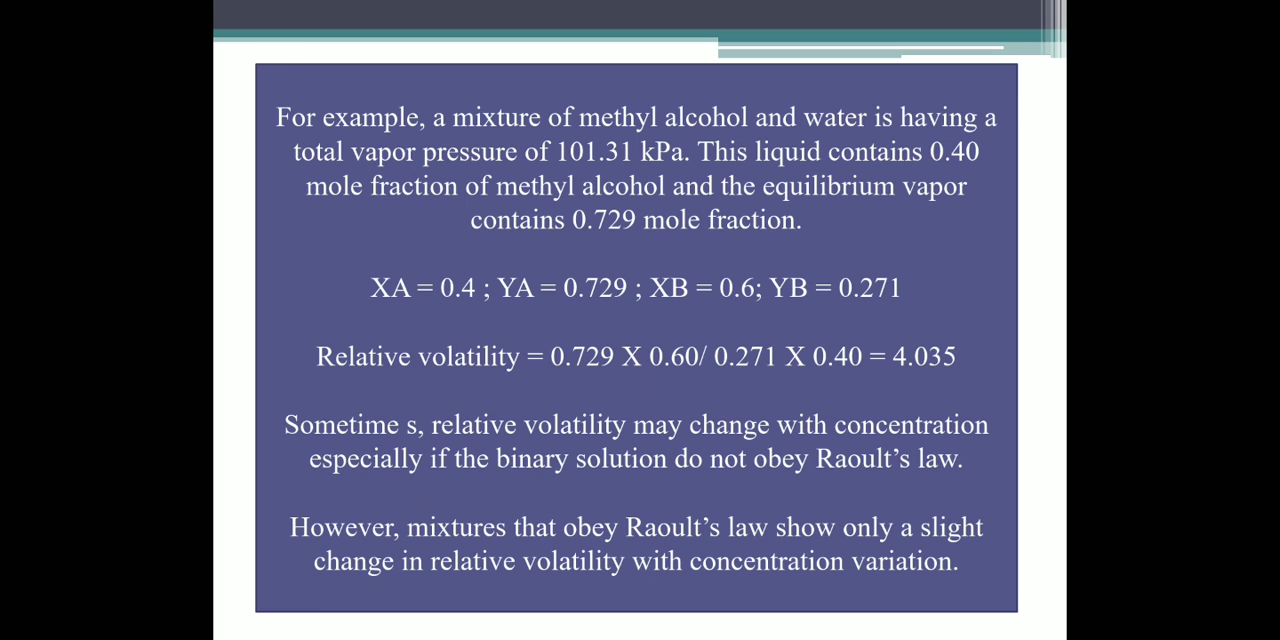 For example, a mixture of methyl alcohol and water is having a
total vapor pressure of 101.31 kPa. This liquid contains 0.40
mole fraction of methyl alcohol and the equilibrium vapor
contains 0.729 mole fraction.
XA = 0.4 ; YA = 0.729 ; XB = 0.6; YB = 0.271
Relative volatility = 0.729 X 0.60/ 0.271 X 0.40 = 4.035
Sometime s, relative volatility may change with concentration
especially if the binary solution do not obey Raoult’s law.
However, mixtures that obey Raoult’s law show only a slight
change in relative volatility with concentration variation.